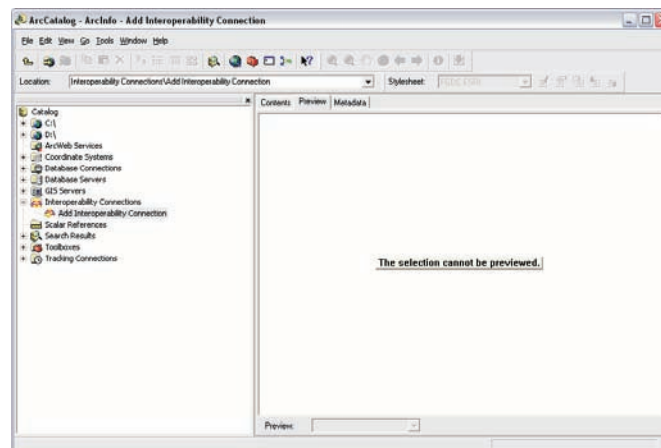 ArcCatalog - ArcInfo - Add Interoperability Connection
File Edit View Go Tools Window Help
Location: Interoperability Connections\Add Interoperability Connection
Stylesheet: FGDC ESRI
Contents Preview Metadata
Catalog
C:\
D:\
ArcWeb Services
Coordinate Systems
Database Connections
Database Servers
GIS Servers
Interoperability Connections
Add Interoperability Connection
Scalar References
Search Results
Toolboxes
Tracking Connections
The selection cannot be previewed.
Preview: